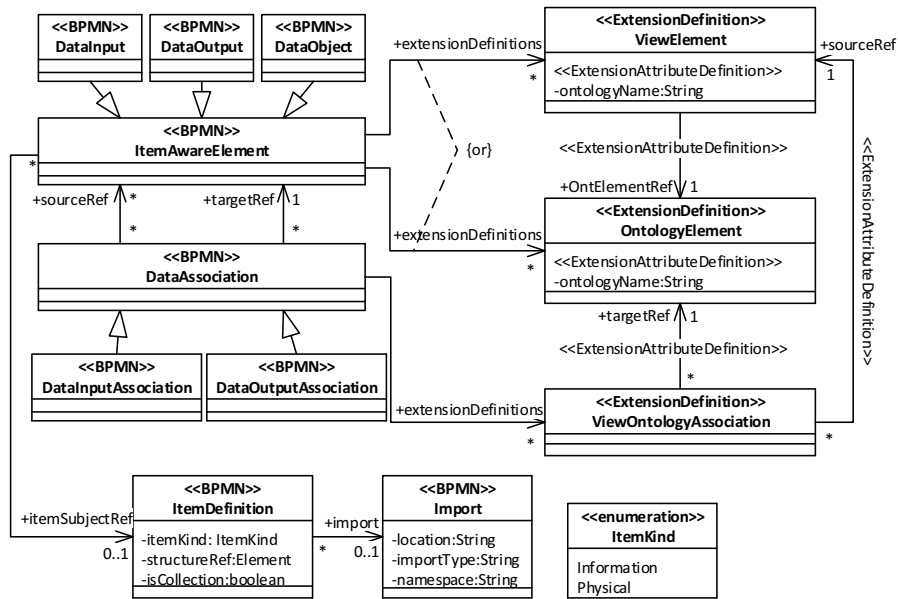 <<BPMN>>
DataInput
<<BPMN>>
DataOutput
<<BPMN>>
DataObject
<<BPMN>>
ItemAwareElement
*
+sourceRef
*
+targetRef
1
*
*
<<BPMN>>
DataAssociation
<<BPMN>>
DataInputAssociation
<<BPMN>>
DataOutputAssociation
+extensionDefinitions
*
{or}
+extensionDefinitions
*
+extensionDefinitions
*
<<ExtensionDefinition>>
ViewElement
<<ExtensionAttributeDefinition>>
-ontologyName:String
+sourceRef
1
<<ExtensionAttributeDefinition>>
+OntElementRef
1
<<ExtensionDefinition>>
OntologyElement
<<ExtensionAttributeDefinition>>
-ontologyName:String
+targetRef
1
<<ExtensionAttributeDefinition>>
*
<<ExtensionAttributeDefinition>>
<<ExtensionDefinition>>
ViewOntologyAssociation
*
+itemSubjectRef
0..1
<<BPMN>>
ItemDefinition
-itemKind: ItemKind
-structureRef:Element
-isCollection:boolean
+import
*
0..1
<<BPMN>>
Import
-location:String
-importType:String
-namespace:String
<<enumeration>>
ItemKind
Information
Physical